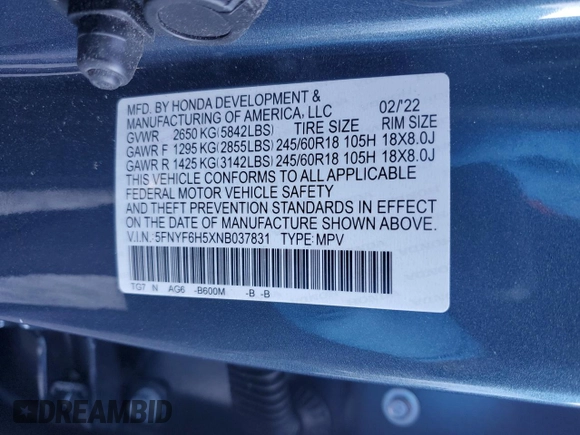 MFD. BY HONDA DEVELOPMENT &
MANUFACTURING OF AMERICA, LLC 02/'22
GVWR 2650 KG(5842LBS) TIRE SIZE RIM SIZE
GAWR F 1295 KG(2855LBS) 245/60R18 105H 18X8.0J
GAWR R 1425 KG(3142LBS) 245/60R18 105H 18X8.0J
THIS VEHICLE CONFORMS TO ALL APPLICABLE
FEDERAL MOTOR VEHICLE SAFETY
AND THEFT PREVENTION STANDARDS IN EFFECT
ON THE DATE OF MANUFACTURE SHOWN ABOVE.
V.I.N.: 5FNYF6H5XNB037831 TYPE: MPV
TG7 N AG6 -B600M -B -B
DREAMBID